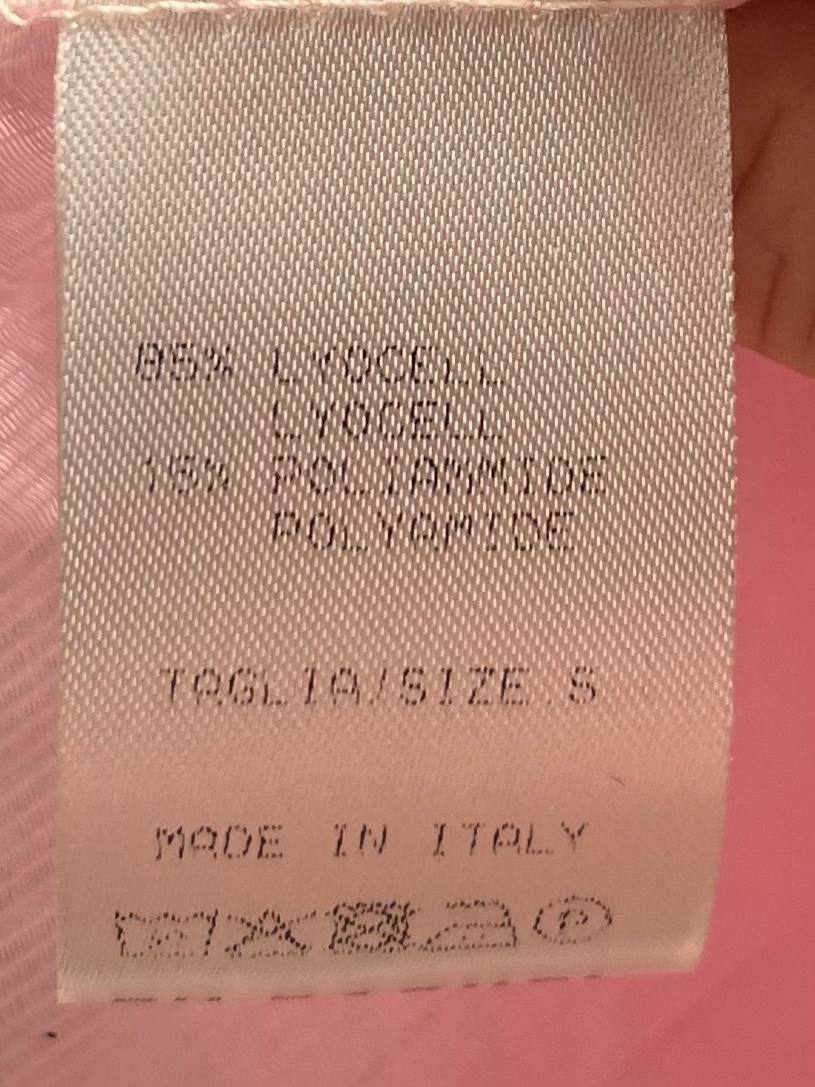 85% LYOCELL
LYOCELL
15% POLIAMMIDE
POLYAMIDE
TAGLIA/SIZE S
MADE IN ITALY
P